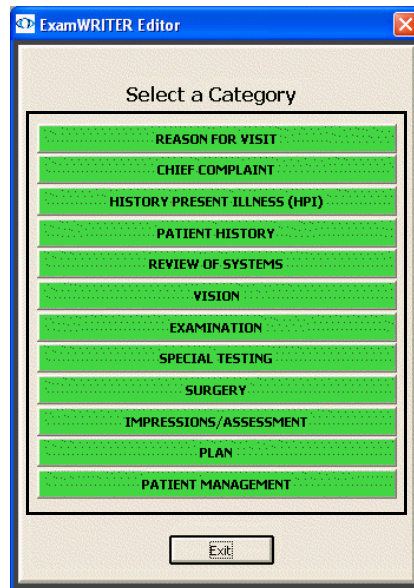 ExamWRITER Editor
Select a Category
REASON FOR VISIT
CHIEF COMPLAINT
HISTORY PRESENT ILLNESS (HPI)
PATIENT HISTORY
REVIEW OF SYSTEMS
VISION
EXAMINATION
SPECIAL TESTING
SURGERY
IMPRESSIONS/ASSESSMENT
PLAN
PATIENT MANAGEMENT
Exit